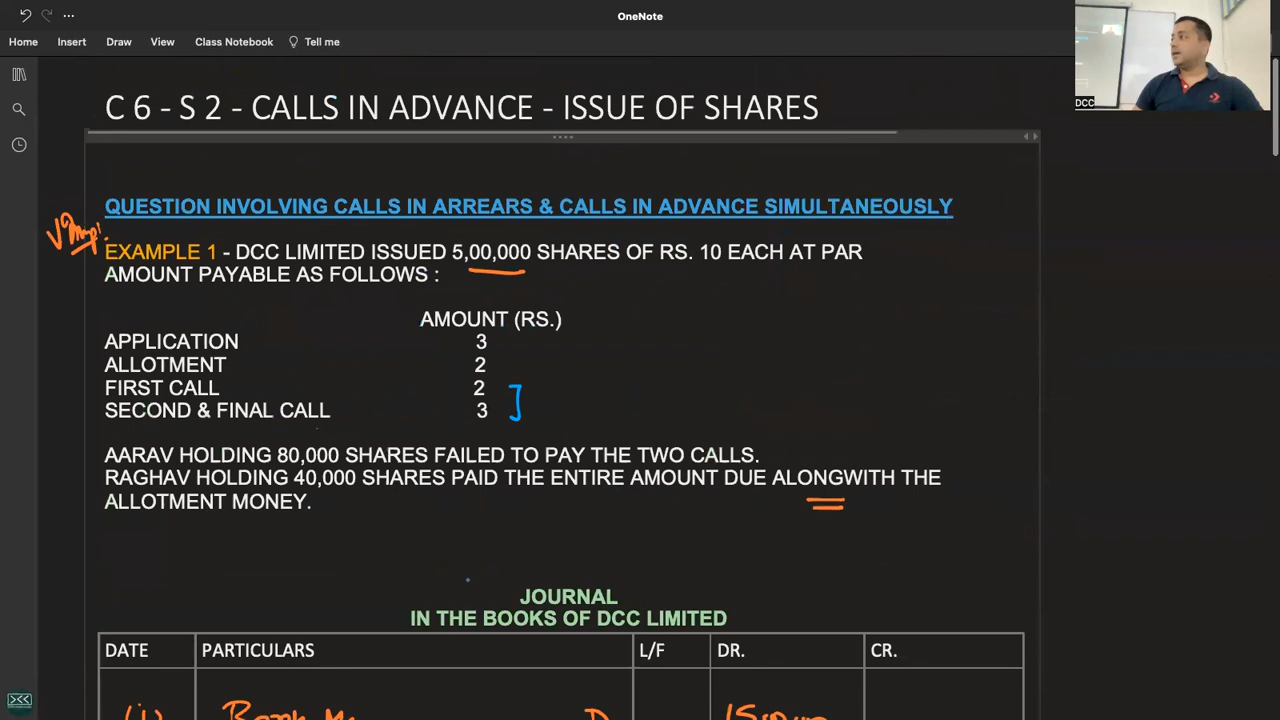 OneNote
Home Insert Draw View Class Notebook Tell me
DCC
C 6 - S 2 - CALLS IN ADVANCE - ISSUE OF SHARES
QUESTION INVOLVING CALLS IN ARREARS & CALLS IN ADVANCE SIMULTANEOUSLY
EXAMPLE 1 - DCC LIMITED ISSUED 5,00,000 SHARES OF RS. 10 EACH AT PAR
AMOUNT PAYABLE AS FOLLOWS :
AMOUNT (RS.)
APPLICATION 3
ALLOTMENT 2
FIRST CALL 2
SECOND & FINAL CALL 3
AARAV HOLDING 80,000 SHARES FAILED TO PAY THE TWO CALLS.
RAGHAV HOLDING 40,000 SHARES PAID THE ENTIRE AMOUNT DUE ALONGWITH THE
ALLOTMENT MONEY.
JOURNAL
IN THE BOOKS OF DCC LIMITED
DATE PARTICULARS L/F DR. CR.